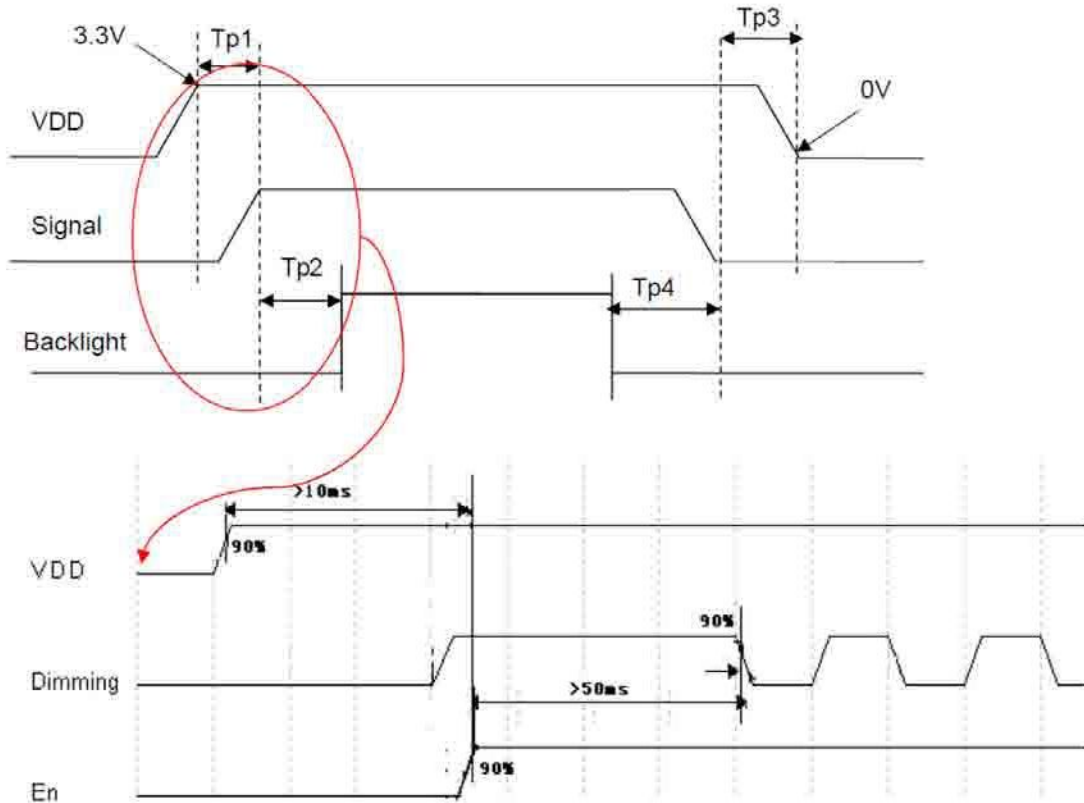 Tp3
3.3V
Tp1
0V
VDD
Signal
Tp2
Tp4
Backlight
>10ms
90%
VDD
90%
Dimming
>50ms
90%
En